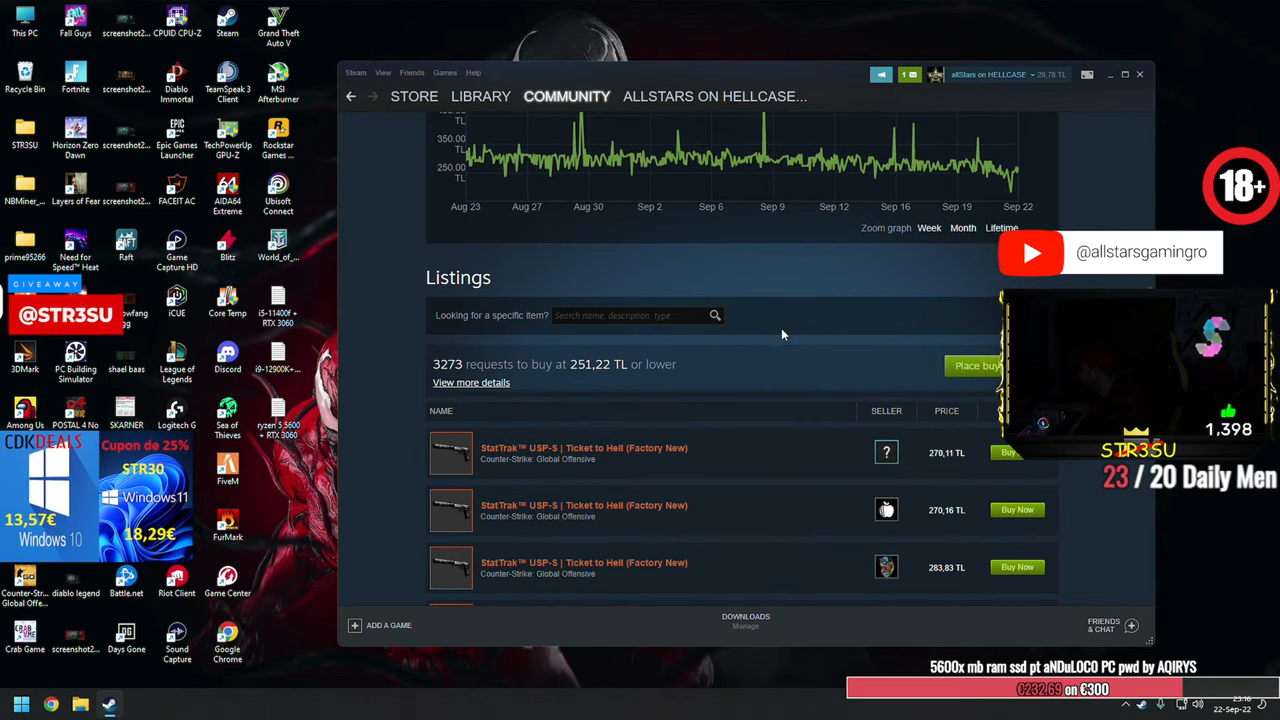 This PC
Fall Guys
screenshot2...
CPUID CPU-Z
Steam
Grand Theft
Auto V
Recycle Bin
Fortnite
screenshot2...
Diablo
Immortal
TeamSpeak 3
Client
MSI
Afterburner
STR3SU
Horizon Zero
Dawn
screenshot2...
Epic Games
Launcher
TechPowerUp
GPU-Z
Rockstar
Games ...
NBMiner_...
Layers of Fear
screenshot2...
FACEIT AC
AIDA64
Extreme
Ubisoft
Connect
prime95266
Need for
Speed™ Heat
Raft
Game
Capture HD
Blitz
World_of_...
GIVEAWAY
@STR3SU
iCUE
Core Temp
i5-11400f +
RTX 3060
3DMark
PC Building
Simulator
shael baas
League of
Legends
Discord
i9-12900K+...
Among Us
POSTAL 4 No
SKARNER
Logitech G
Sea of
Thieves
ryzen 5 5600
+ RTX 3060
CDKDEALS
Cupon de 25%
STR30
Windows11
13,57€
Windows 10
18,29€
FiveM
FurMark
Counter-Str...
Global Offe...
diablo legend
Battle.net
Riot Client
Game Center
Crab Game
screenshot2...
Days Gone
Sound
Capture
Google
Chrome
Steam View Friends Games Help
1
allStars on HELLCASE
29,78 TL
STORE LIBRARY COMMUNITY ALLSTARS ON HELLCASE...
TL
350.00
TL
250.00
TL
Aug 23 Aug 27 Aug 30 Sep 2 Sep 6 Sep 9 Sep 12 Sep 16 Sep 19 Sep 22
Zoom graph Week Month Lifetime
Listings
Looking for a specific item? Search name, description, type
3273 requests to buy at 251,22 TL or lower
Place buy
View more details
NAME SELLER PRICE
StatTrak™ USP-S | Ticket to Hell (Factory New)
Counter-Strike: Global Offensive
? 270,11 TL Buy
StatTrak™ USP-S | Ticket to Hell (Factory New)
Counter-Strike: Global Offensive
270,16 TL Buy Now
StatTrak™ USP-S | Ticket to Hell (Factory New)
Counter-Strike: Global Offensive
283,83 TL Buy Now
ADD A GAME
DOWNLOADS
Manage
FRIENDS
& CHAT
18+
@allstarsgamingro
1,398
STR3SU
23 / 20 Daily Men
5600x mb ram ssd pt aNDuLOCO PC pwd by AQIRYS
€232.69 on €300
23:16
22-Sep-22